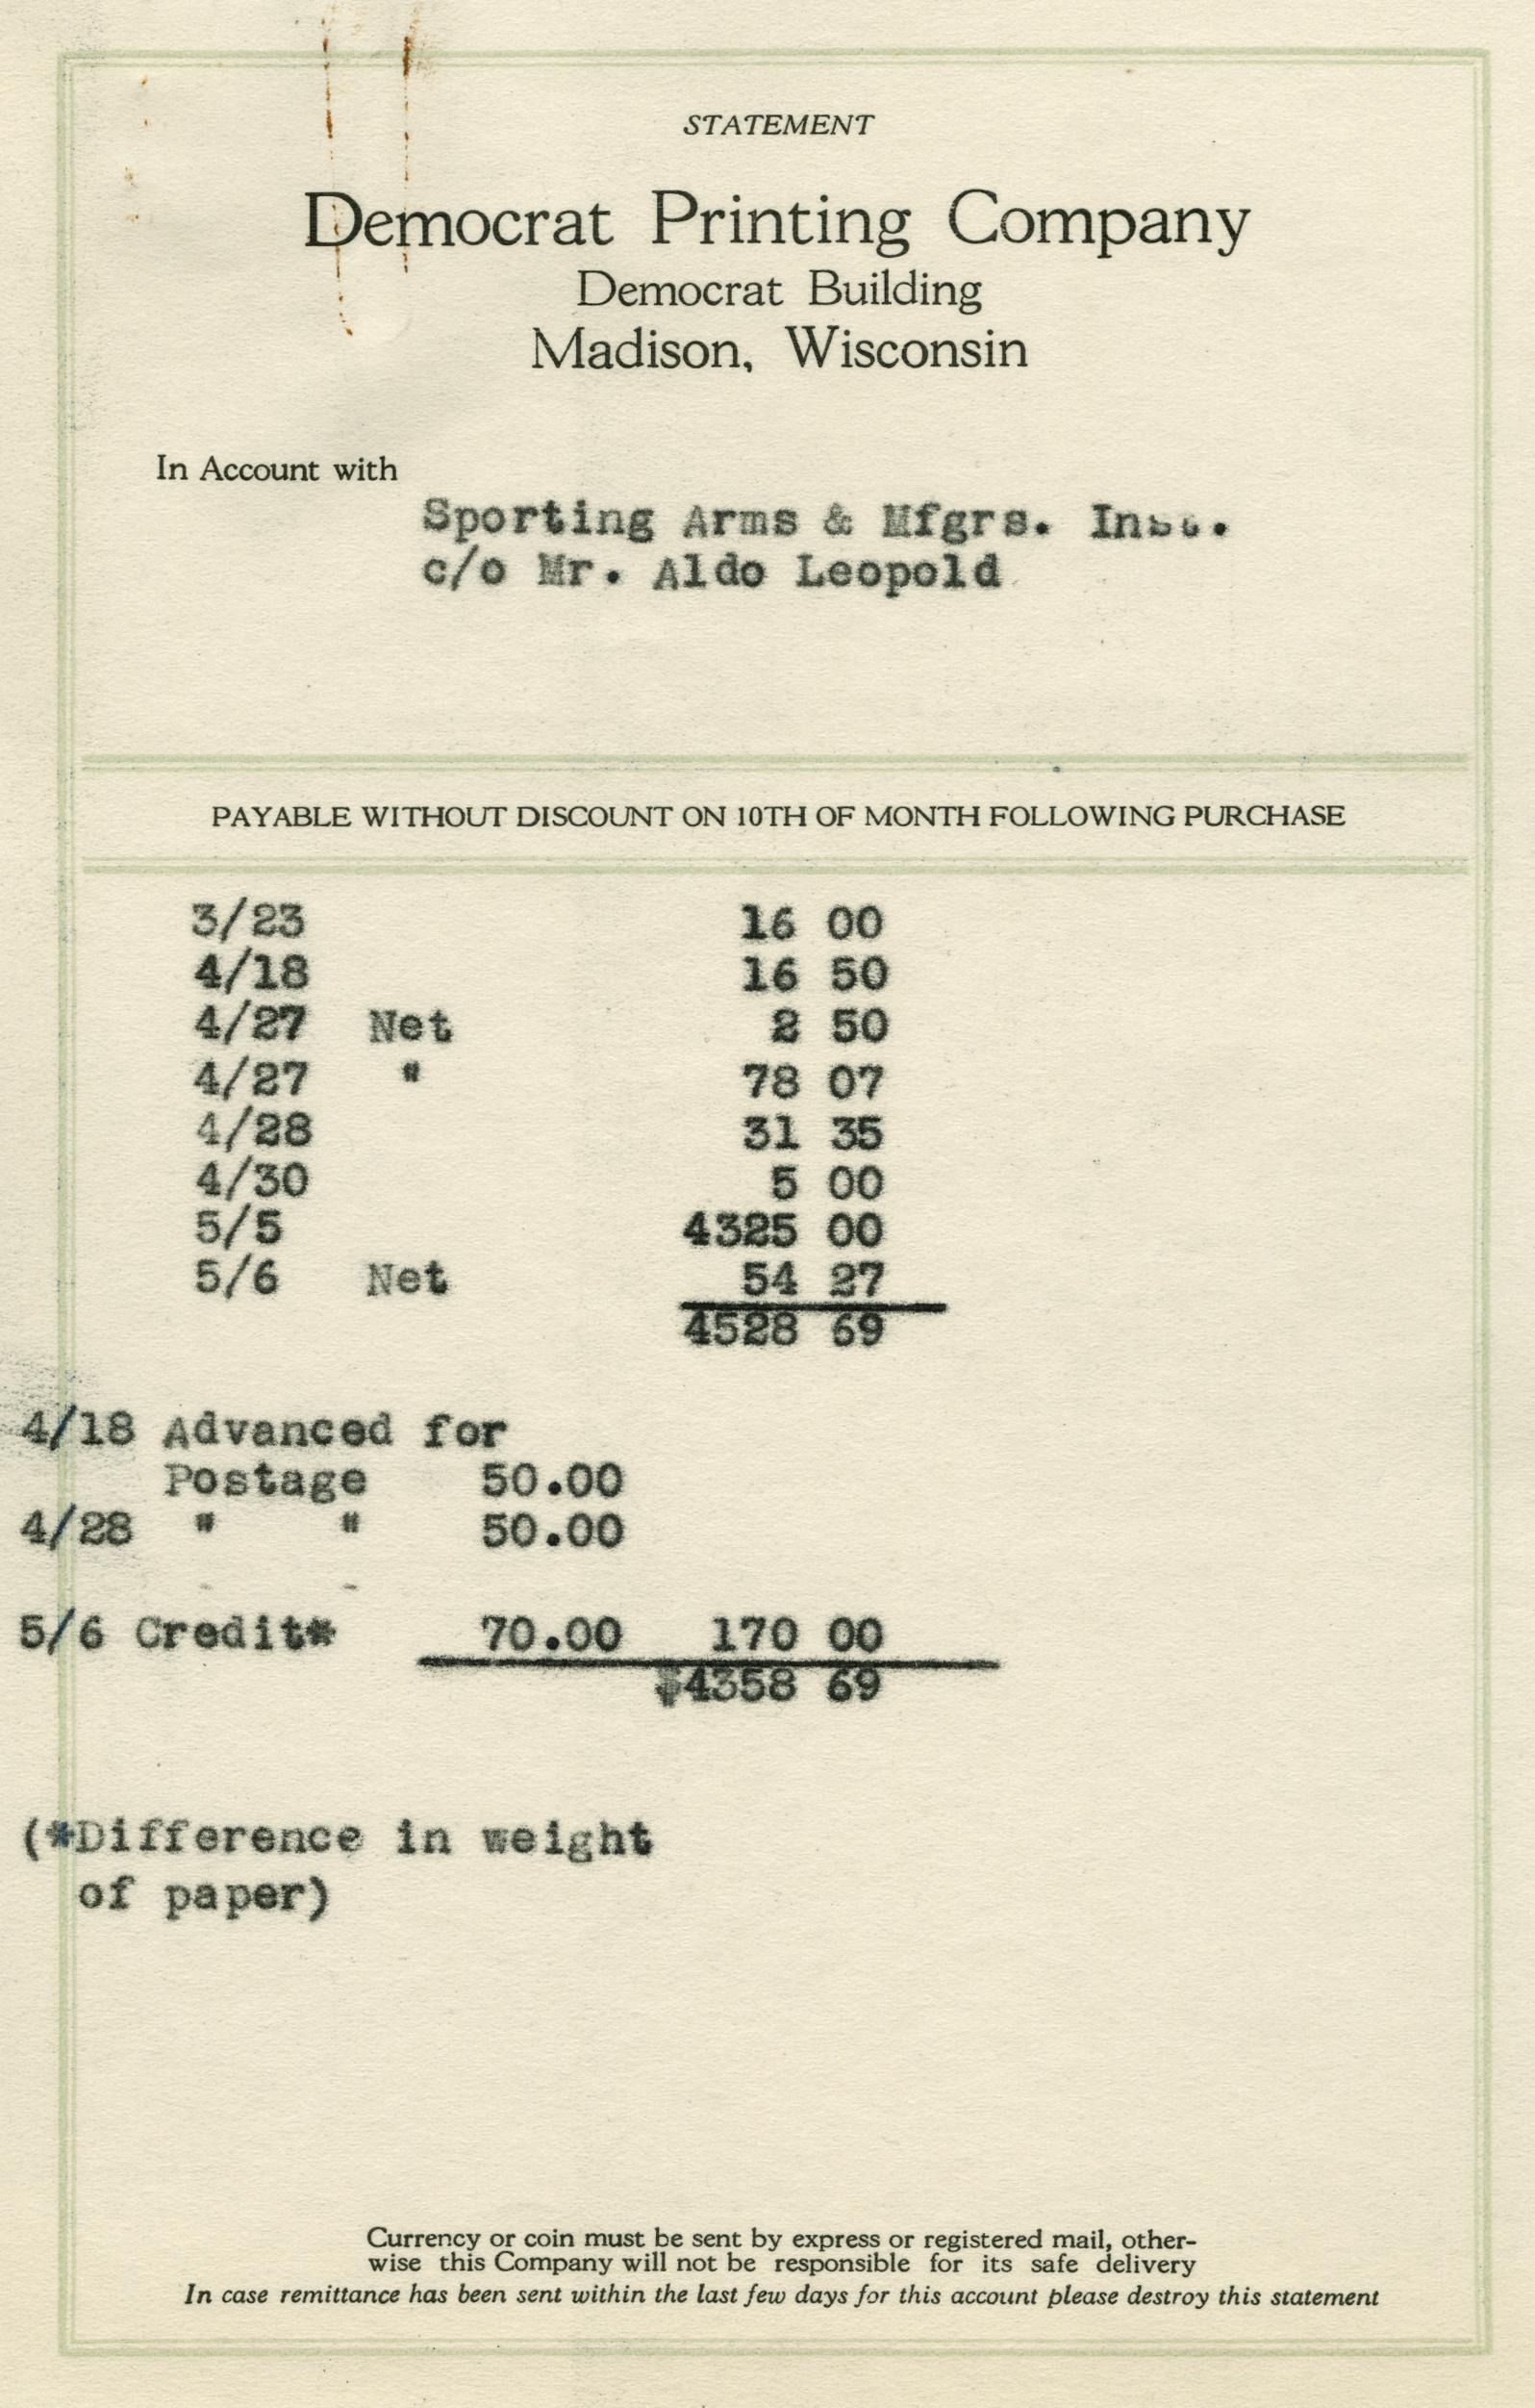 STATEMENT
Democrat Printing Company
Democrat Building
Madison, Wisconsin
In Account with
Sporting Arms & Mfgrs. Inst.
c/o Mr. Aldo Leopold
PAYABLE WITHOUT DISCOUNT ON 10TH OF MONTH FOLLOWING PURCHASE
3/23 16 00
4/18 16 50
4/27 Net 2 50
4/27 " 78 07
4/28 31 35
4/30 5 00
5/5 4325 00
5/6 Net 54 27
4528 69
4/18 Advanced for
Postage 50.00
4/28 " " 50.00
5/6 Credit* 70.00 170 00
$4358 69
(*Difference in weight
of paper)
Currency or coin must be sent by express or registered mail, other-
wise this Company will not be responsible for its safe delivery
In case remittance has been sent within the last few days for this account please destroy this statement